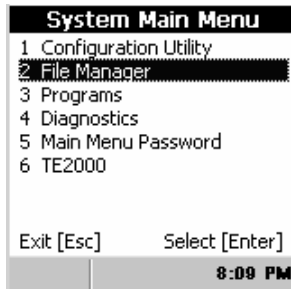 System Main Menu
1 Configuration Utility
2 File Manager
3 Programs
4 Diagnostics
5 Main Menu Password
6 TE2000
Exit [Esc] Select [Enter]
8:09 PM